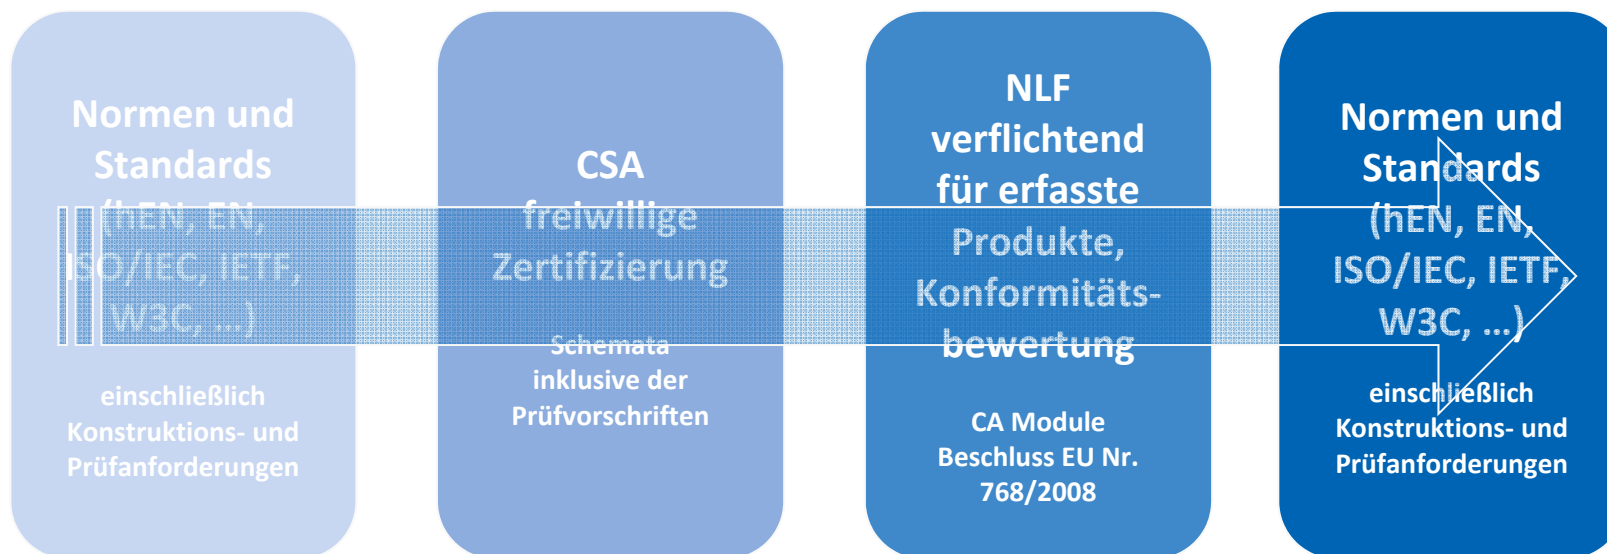 Normen und
Standards
(hEN, EN,
ISO/IEC, IETF,
W3C, ...)
einschließlich
Konstruktions- und
Prüfanforderungen
CSA
freiwillige
Zertifizierung
Schemata
inklusive der
Prüfvorschriften
NLF
verflichtend
für erfasste
Produkte,
Konformitäts-
bewertung
CA Module
Beschluss EU Nr.
768/2008
Normen und
Standards
(hEN, EN,
ISO/IEC, IETF,
W3C, ...)
einschließlich
Konstruktions- und
Prüfanforderungen